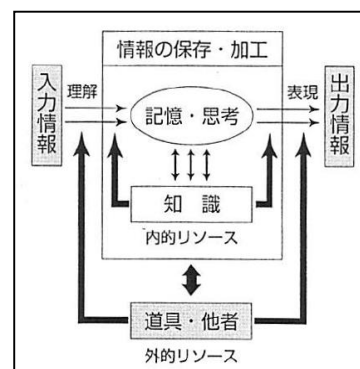 情報の保存・加工
入力情報
理解
記憶・思考
表現
出力情報
知識
内的リソース
道具・他者
外的リソース